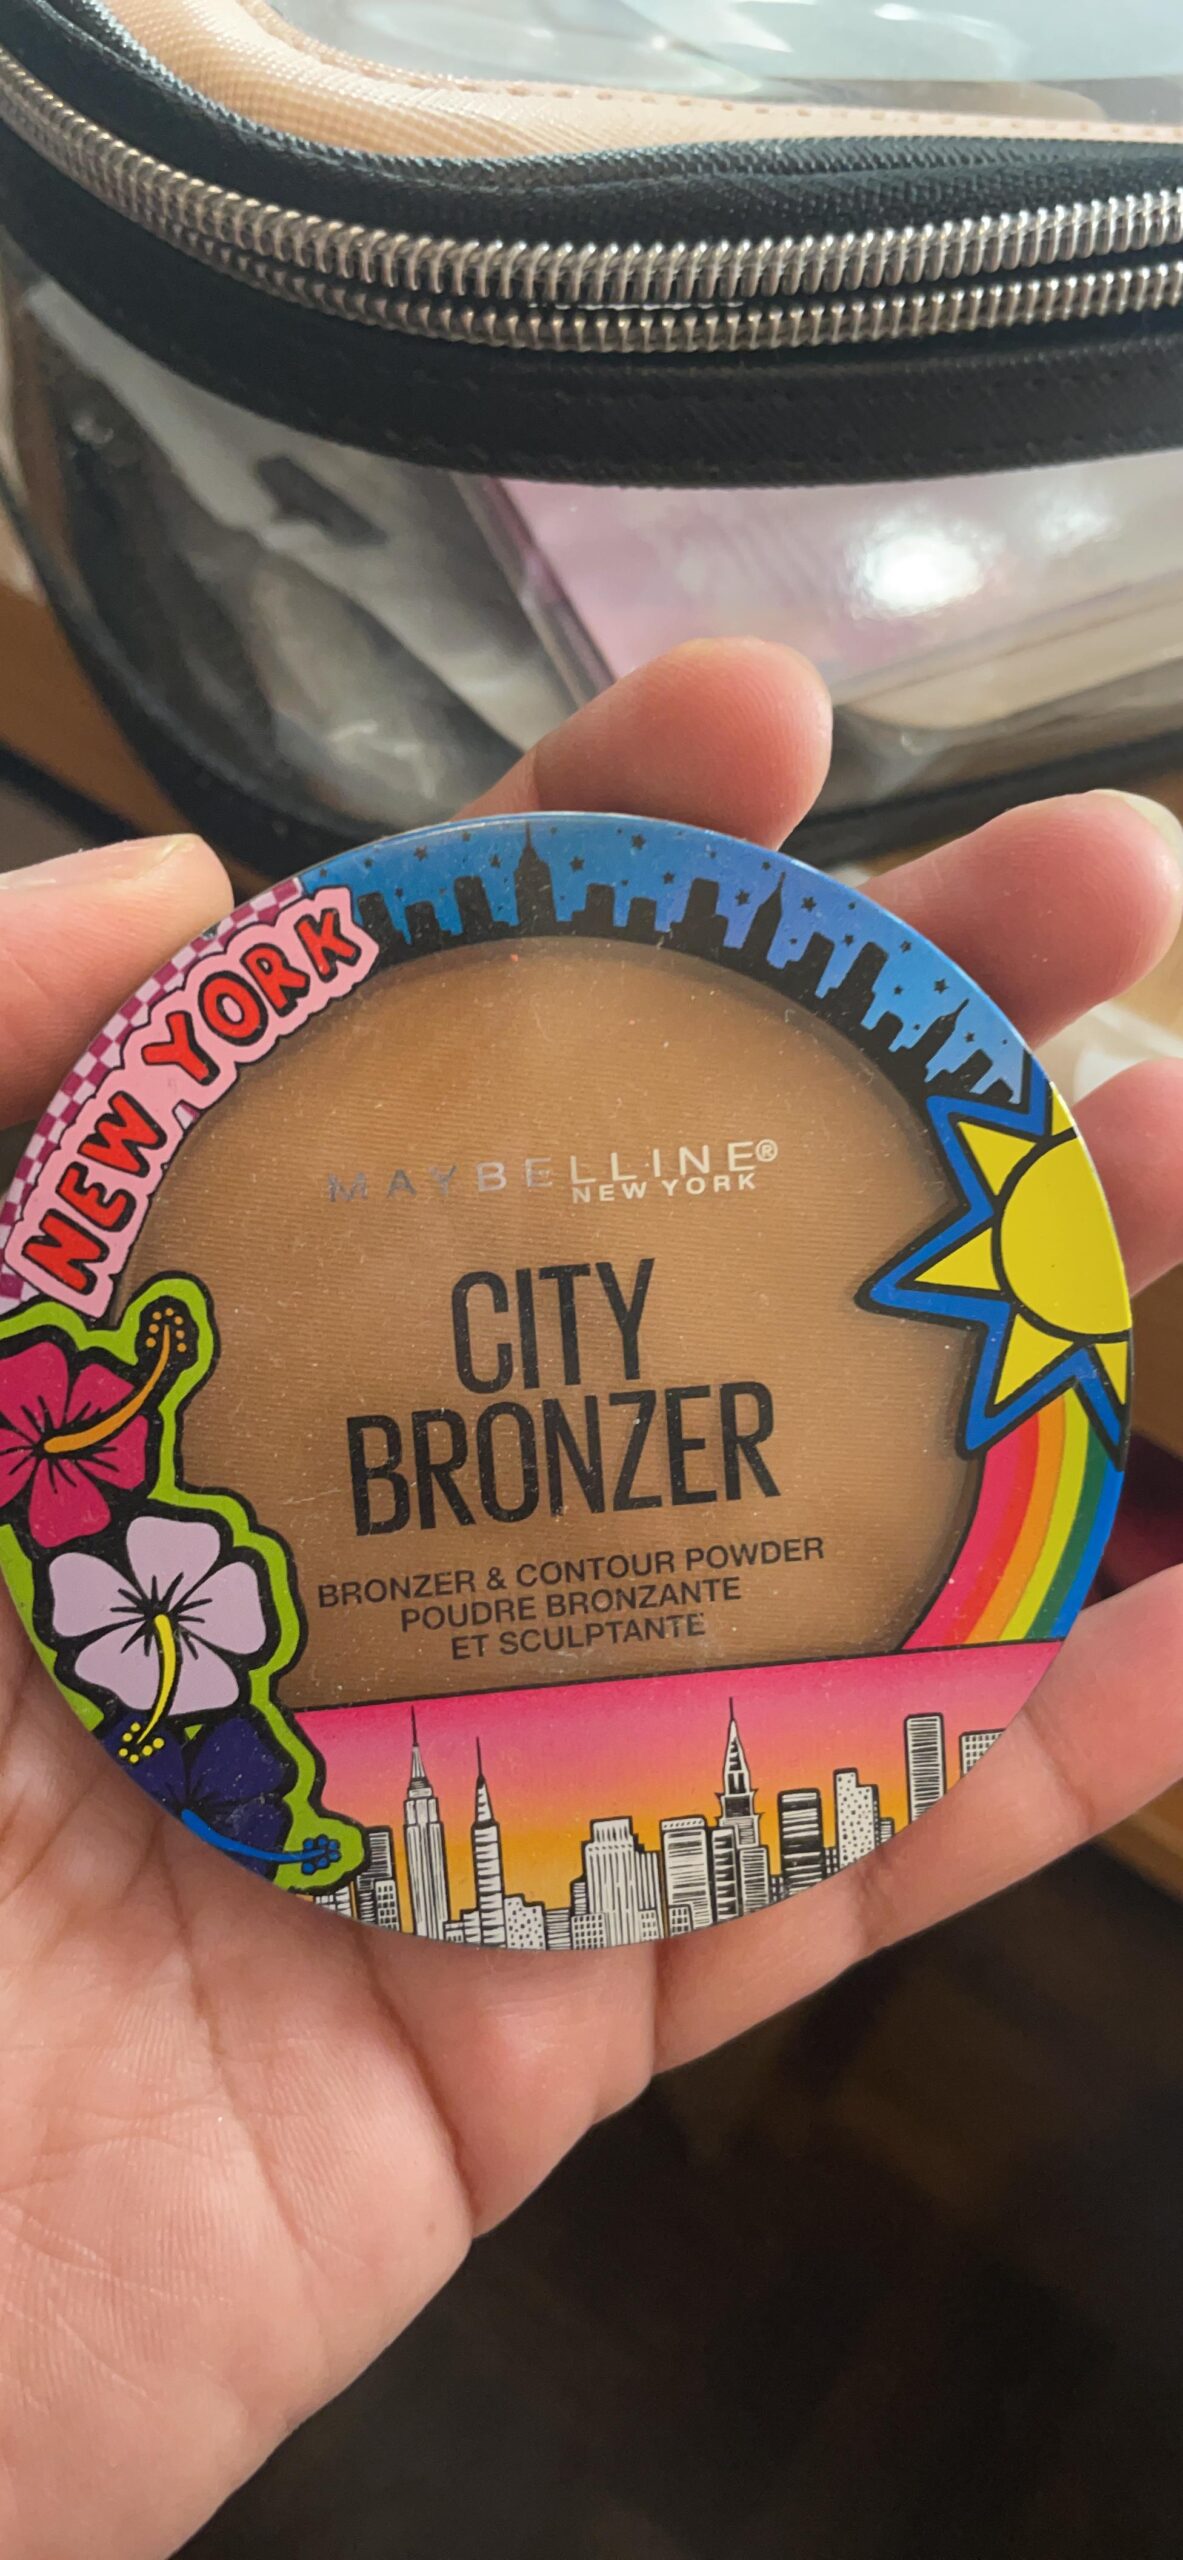 NEW YORK
MAYBELLINE®
NEW YORK
CITY
BRONZER
BRONZER & CONTOUR POWDER
POUDRE BRONZANTE
ET SCULPTANTE